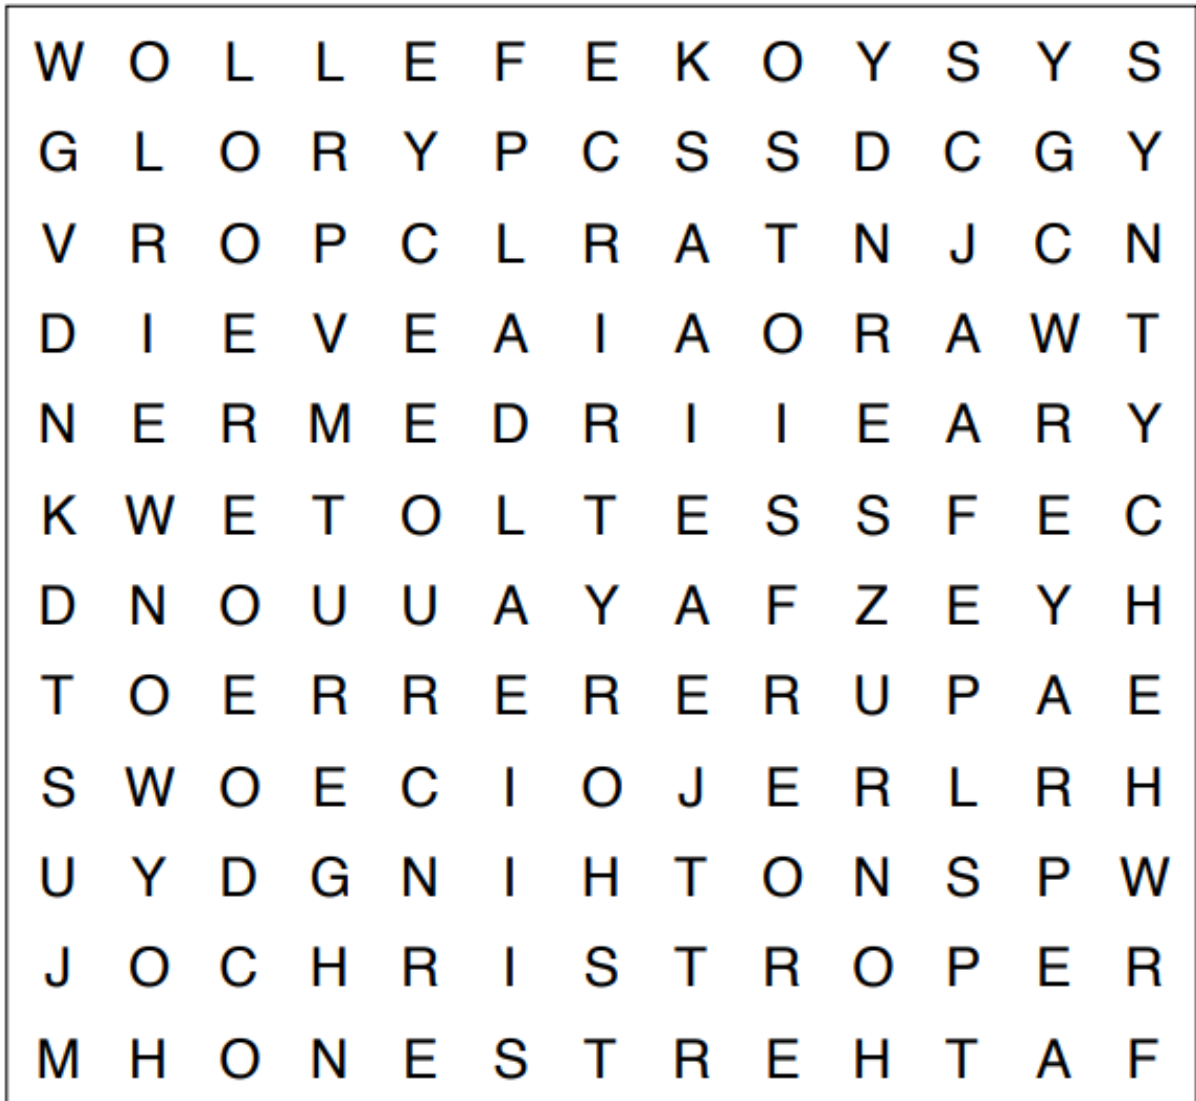 W O L L E F E K O Y S Y S
G L O R Y P C S S D C G Y
V R O P C L R A T N J C N
D I E V E A I A O R A W T
N E R M E D R I I E A R Y
K W E T O L T E S S F E C
D N O U U A Y A F Z E Y H
T O E R R E R E R U P A E
S W O E C I O J E R L R H
U Y D G N I H T O N S P W
J O C H R I S T R O P E R
M H O N E S T R E H T A F